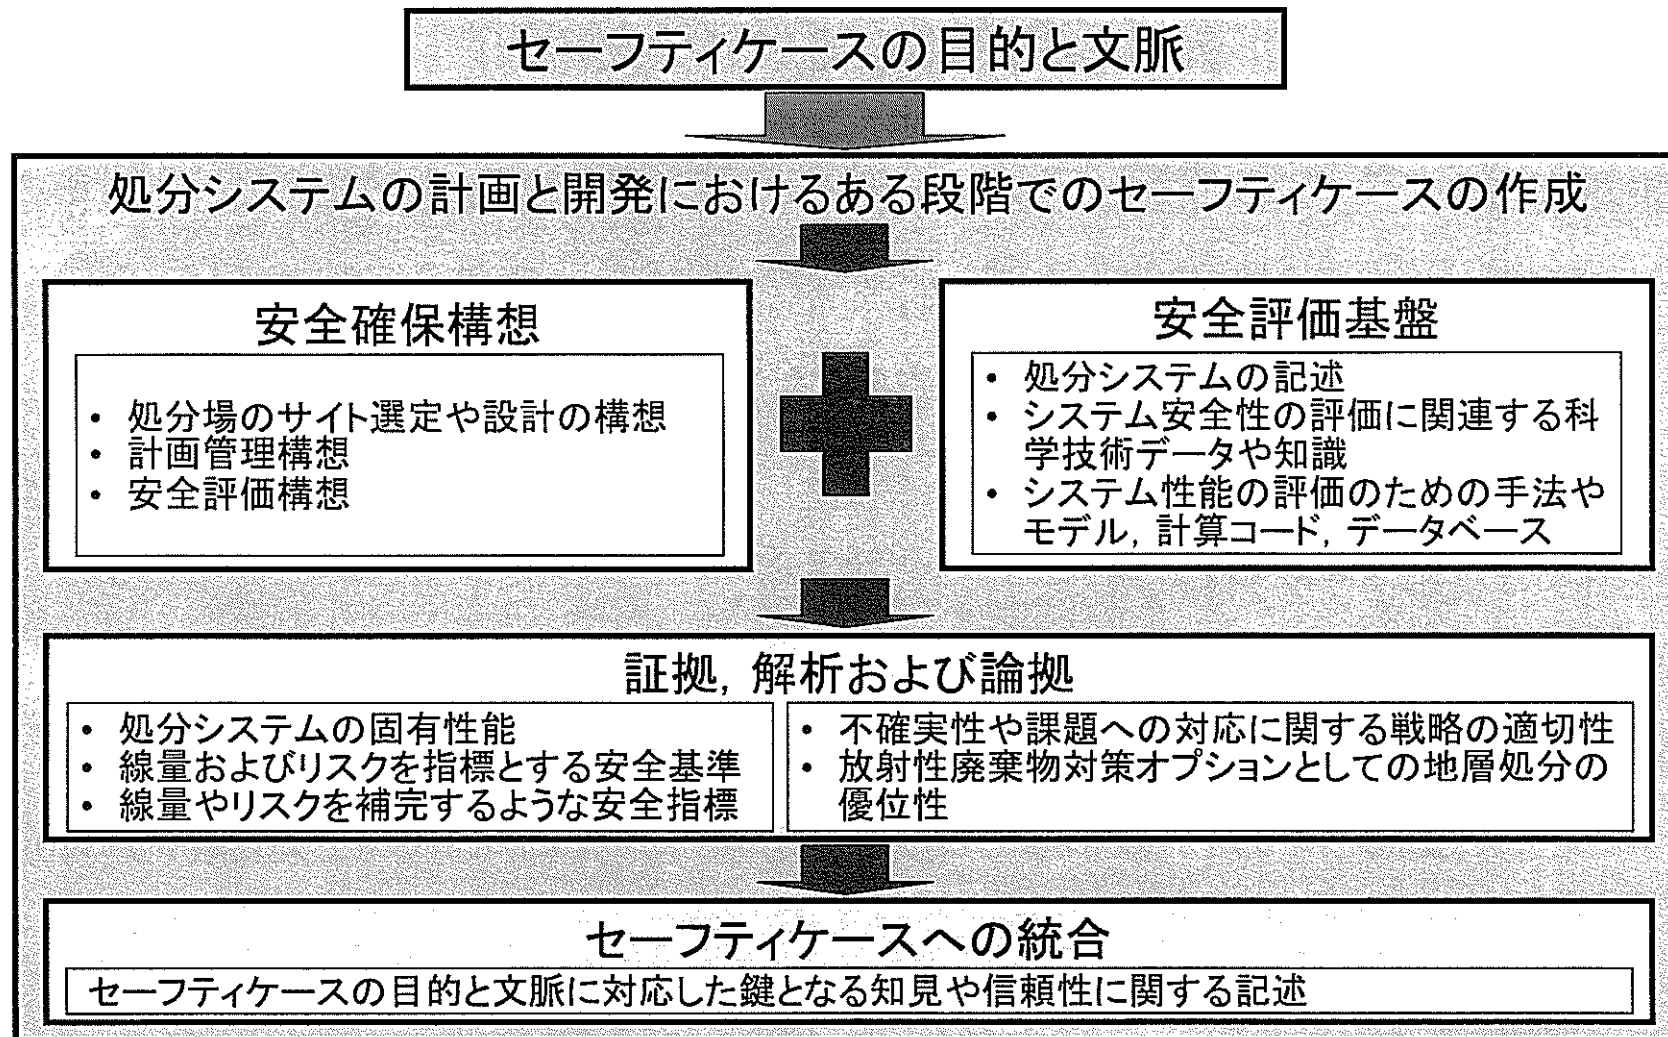 セーフティケースの目的と文脈
処分システムの計画と開発におけるある段階でのセーフティケースの作成
安全確保構想
• 処分場のサイト選定や設計の構想
• 計画管理構想
• 安全評価構想
安全評価基盤
• 処分システムの記述
• システム安全性の評価に関連する科
学技術データや知識
• システム性能の評価のための手法や
モデル, 計算コード, データベース
証拠, 解析および論拠
• 処分システムの固有性能
• 線量およびリスクを指標とする安全基準
• 線量やリスクを補完するような安全指標
• 不確実性や課題への対応に関する戦略の適切性
• 放射性廃棄物対策オプションとしての地層処分の
優位性
セーフティケースへの統合
セーフティケースの目的と文脈に対応した鍵となる知見や信頼性に関する記述